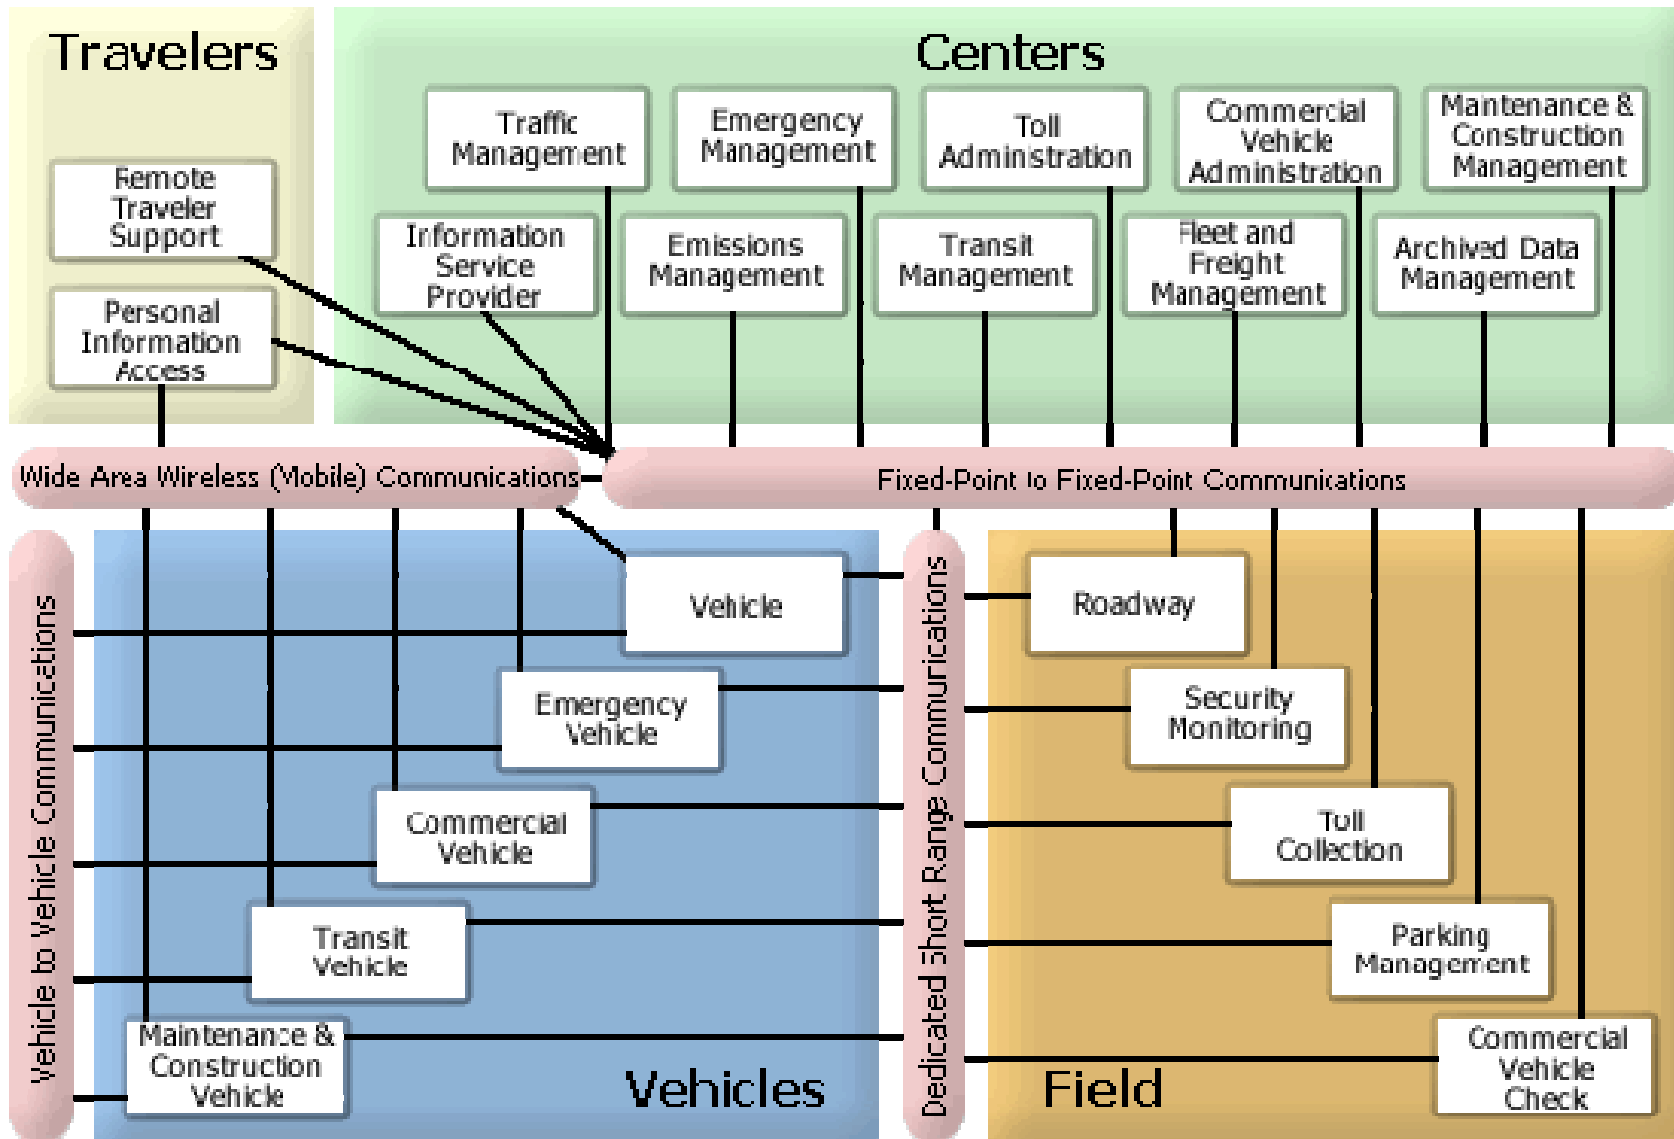 Travelers
Remote
Traveler
Support
Personal
Information
Access
Centers
Traffic
Management
Emergency
Management
Toll
Administration
Commercial
Vehicle
Administration
Maintenance &
Construction
Management
Information
Service
Provider
Emissions
Management
Transit
Management
Fleet and
Freight
Management
Archived Data
Management
Wide Area Wireless (Mobile) Communications
Fixed-Point to Fixed-Point Communications
Vehicle to Vehicle Communications
Vehicle
Emergency
Vehicle
Commercial
Vehicle
Transit
Vehicle
Maintenance &
Construction
Vehicle
Vehicles
Dedicated Short Range Communications
Roadway
Security
Monitoring
Toll
Collection
Parking
Management
Commercial
Vehicle
Check
Field